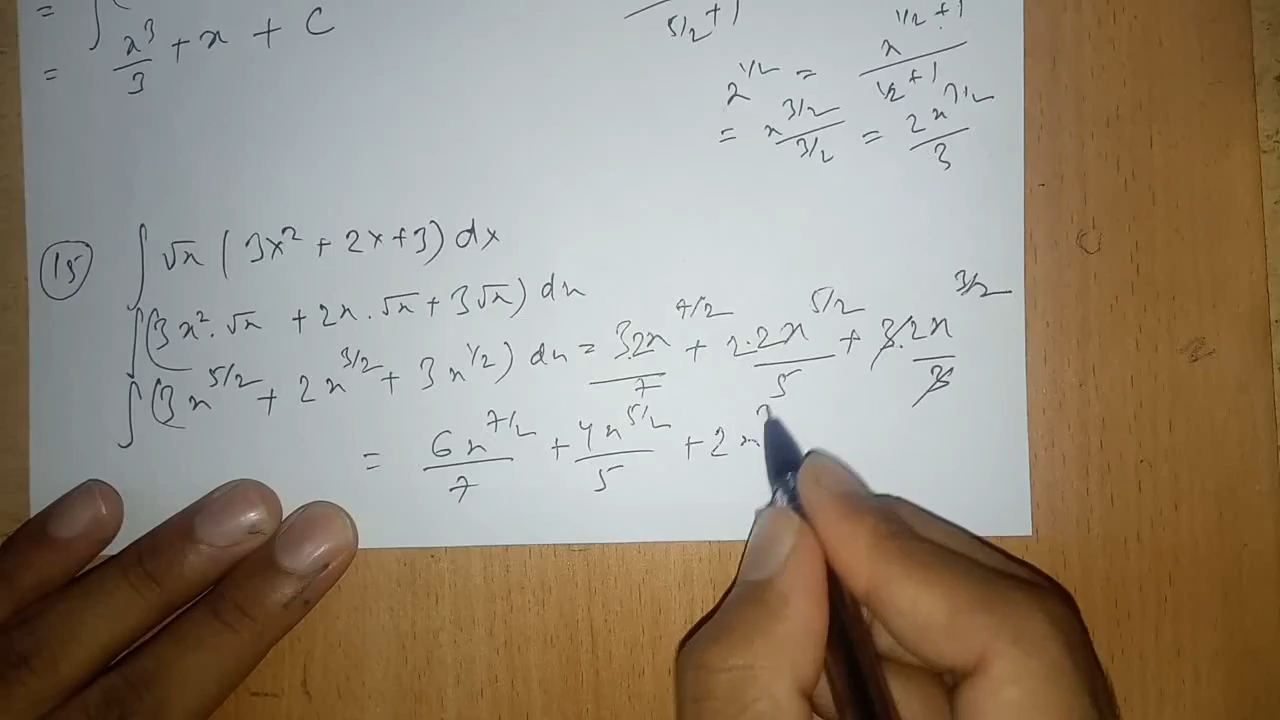 = ∫
= x³/3 + x + C
5/2 + 1
2^1/2 = x^1/2 + 1 / 1/2 + 1
= x^3/2 / 3/2 = 2x^3/2 / 3
(15) ∫ √x (3x² + 2x + 3) dx
∫(3x².√x + 2x.√x + 3√x) dx
∫(3x^5/2 + 2x^3/2 + 3x^1/2) dx = 32x^7/2 / 7 + 2.2x^5/2 / 5 + 3.2x^3/2 / 3
= 6x^7/2 / 7 + 4x^5/2 / 5 + 2x